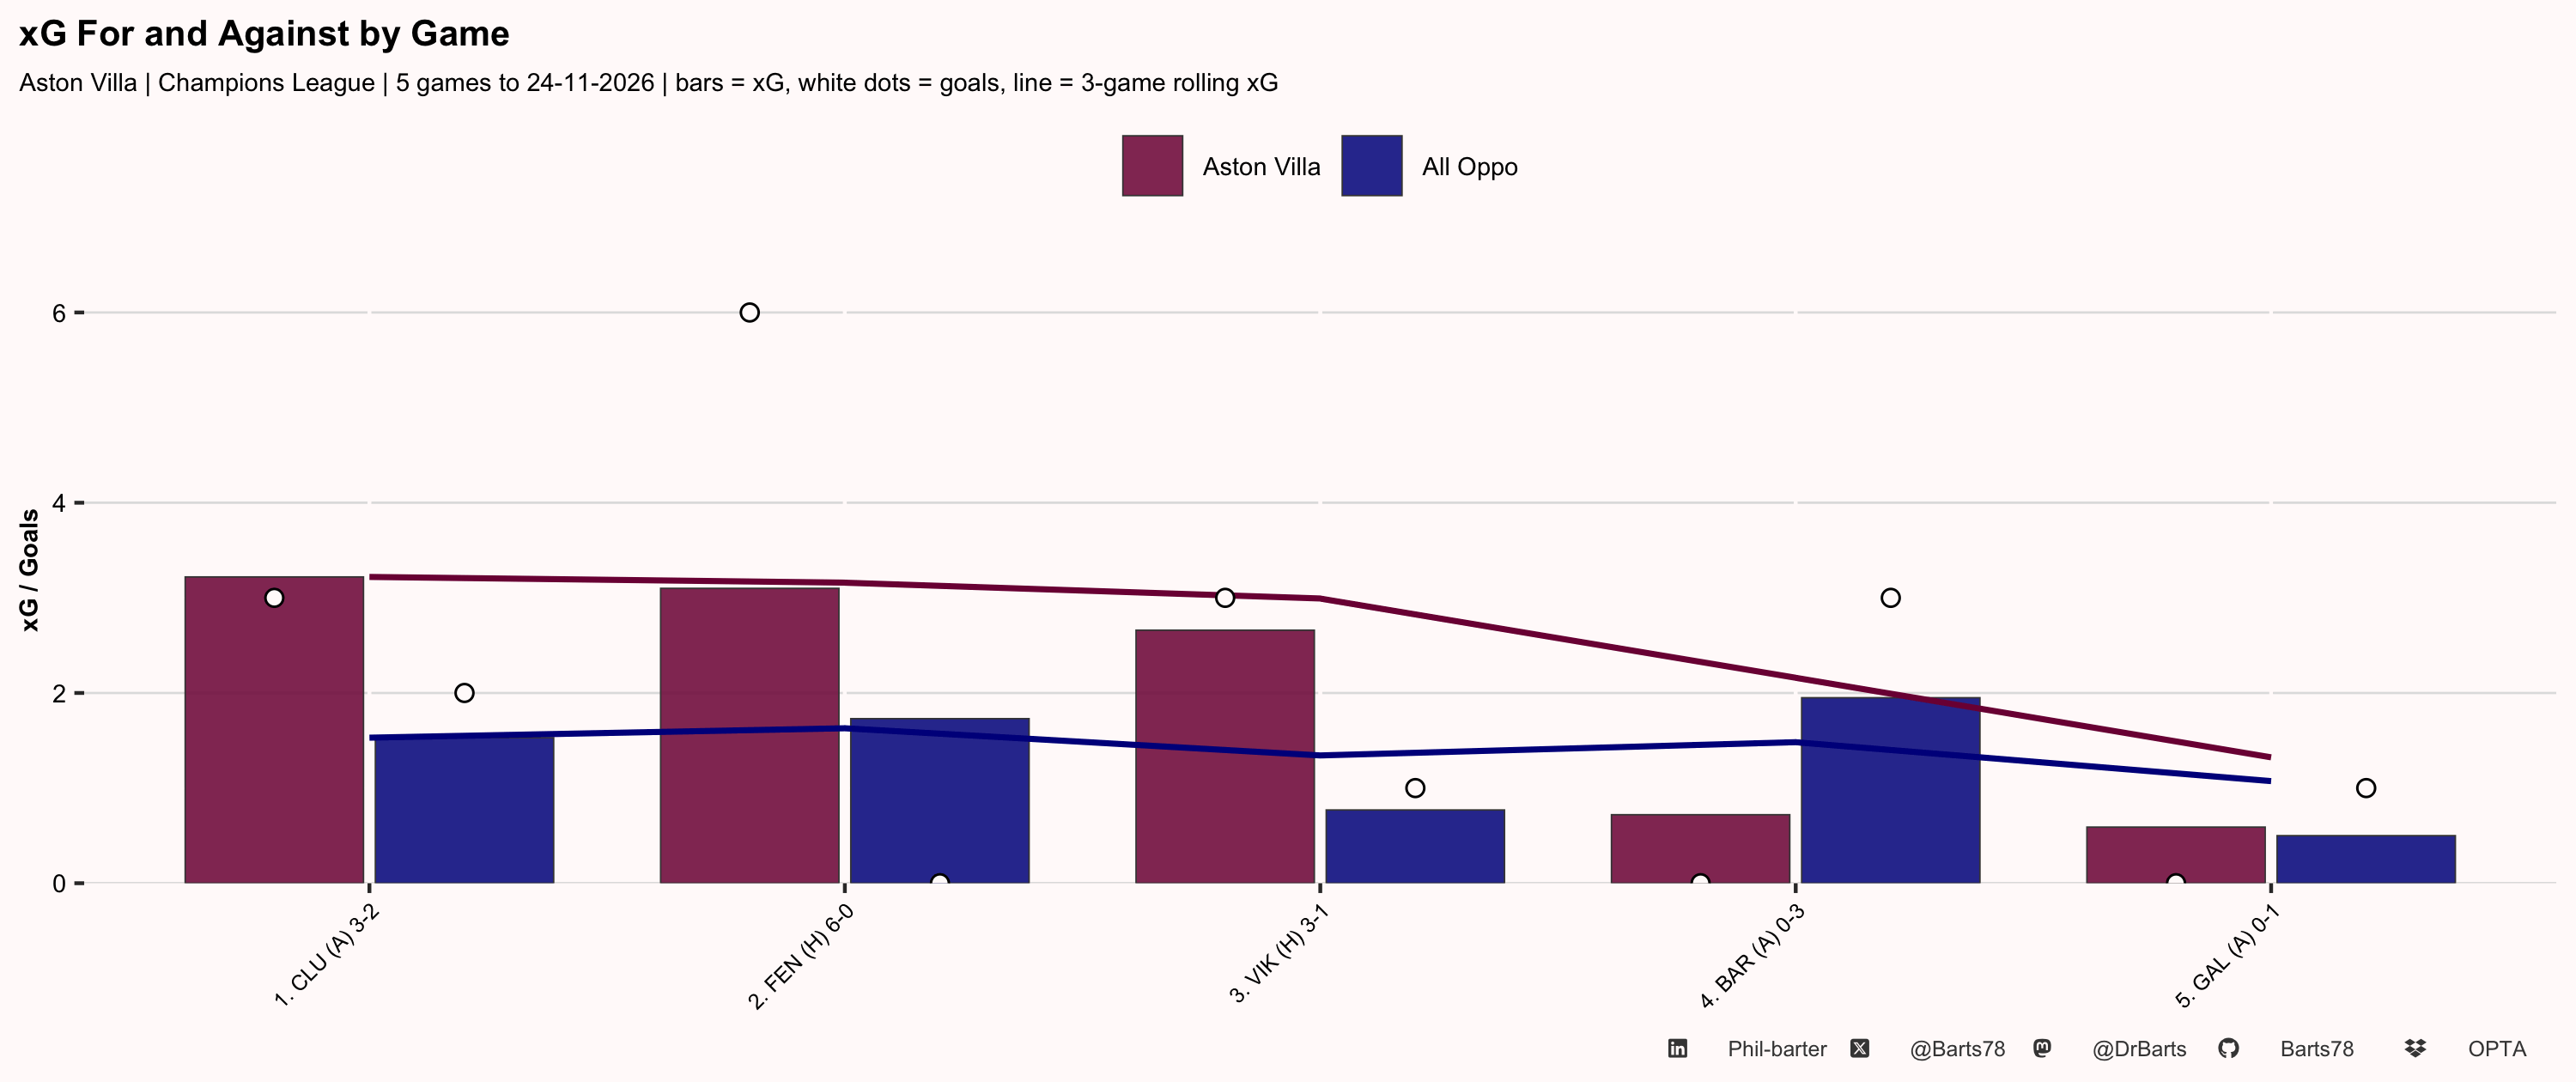 xG For and Against by Game
Aston Villa | Champions League | 5 games to 24-11-2026 | bars = xG, white dots = goals, line = 3-game rolling xG
Aston Villa
All Oppo
xG / Goals
6
4
2
0
1. CLU (A) 3-2
2. FEN (H) 6-0
3. VIK (H) 3-1
4. BAR (A) 0-3
5. GAL (A) 0-1
Phil-barter @Barts78 @DrBarts Barts78 OPTA